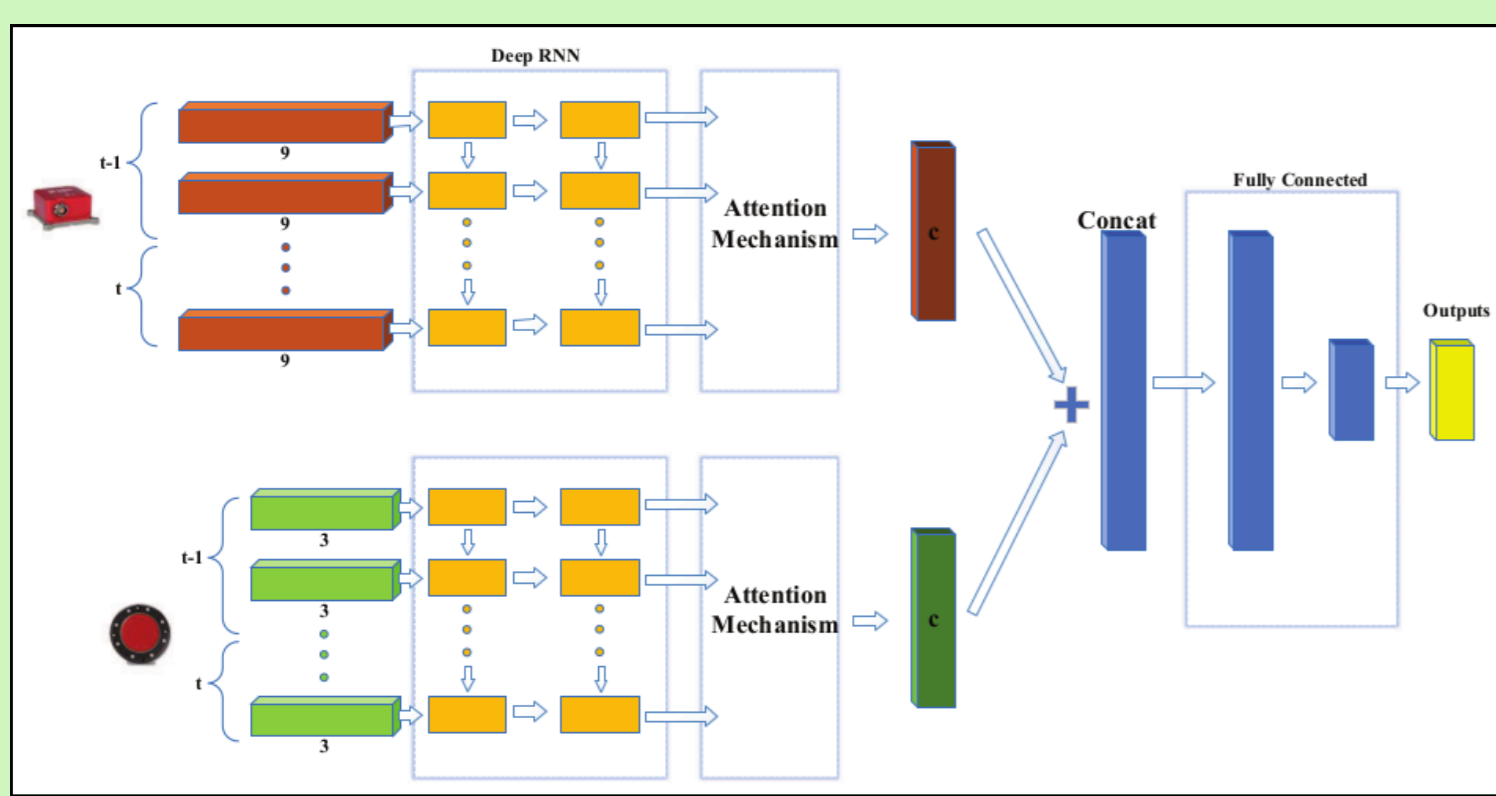 Deep RNN
t-1
9
9
t
9
Attention
Mechanism
c
Concat
Fully Connected
Outputs
t-1
3
3
t
3
Attention
Mechanism
c